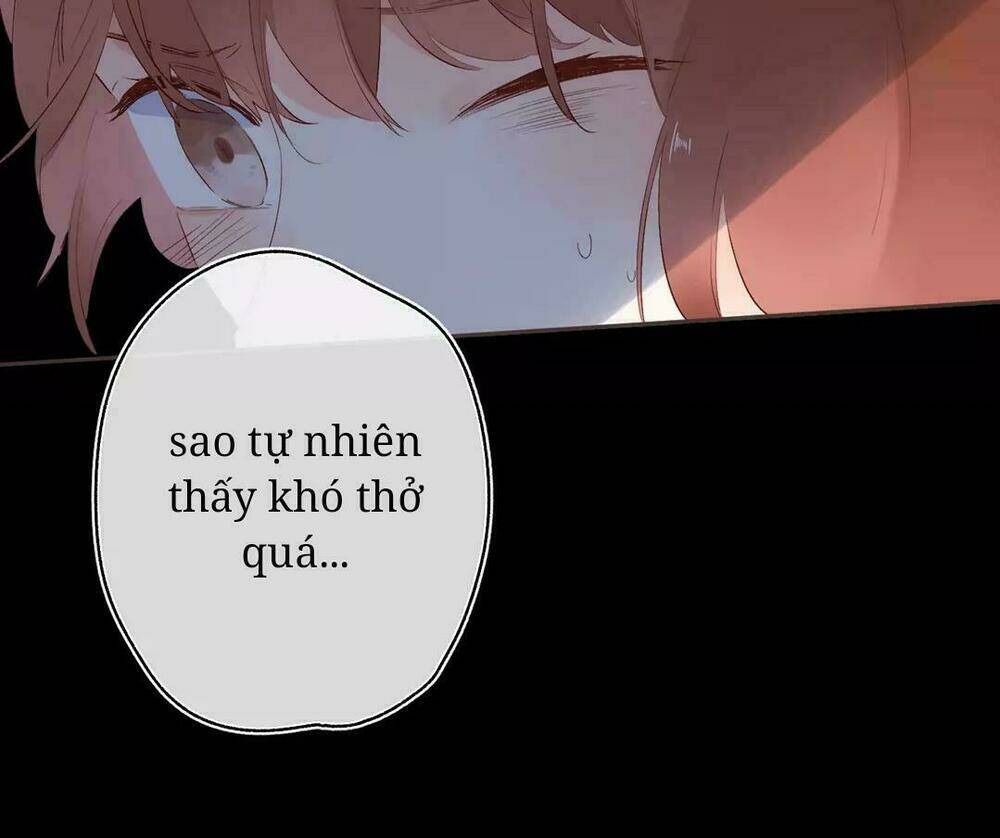 sao tự nhiên
thấy khó thở
quá...